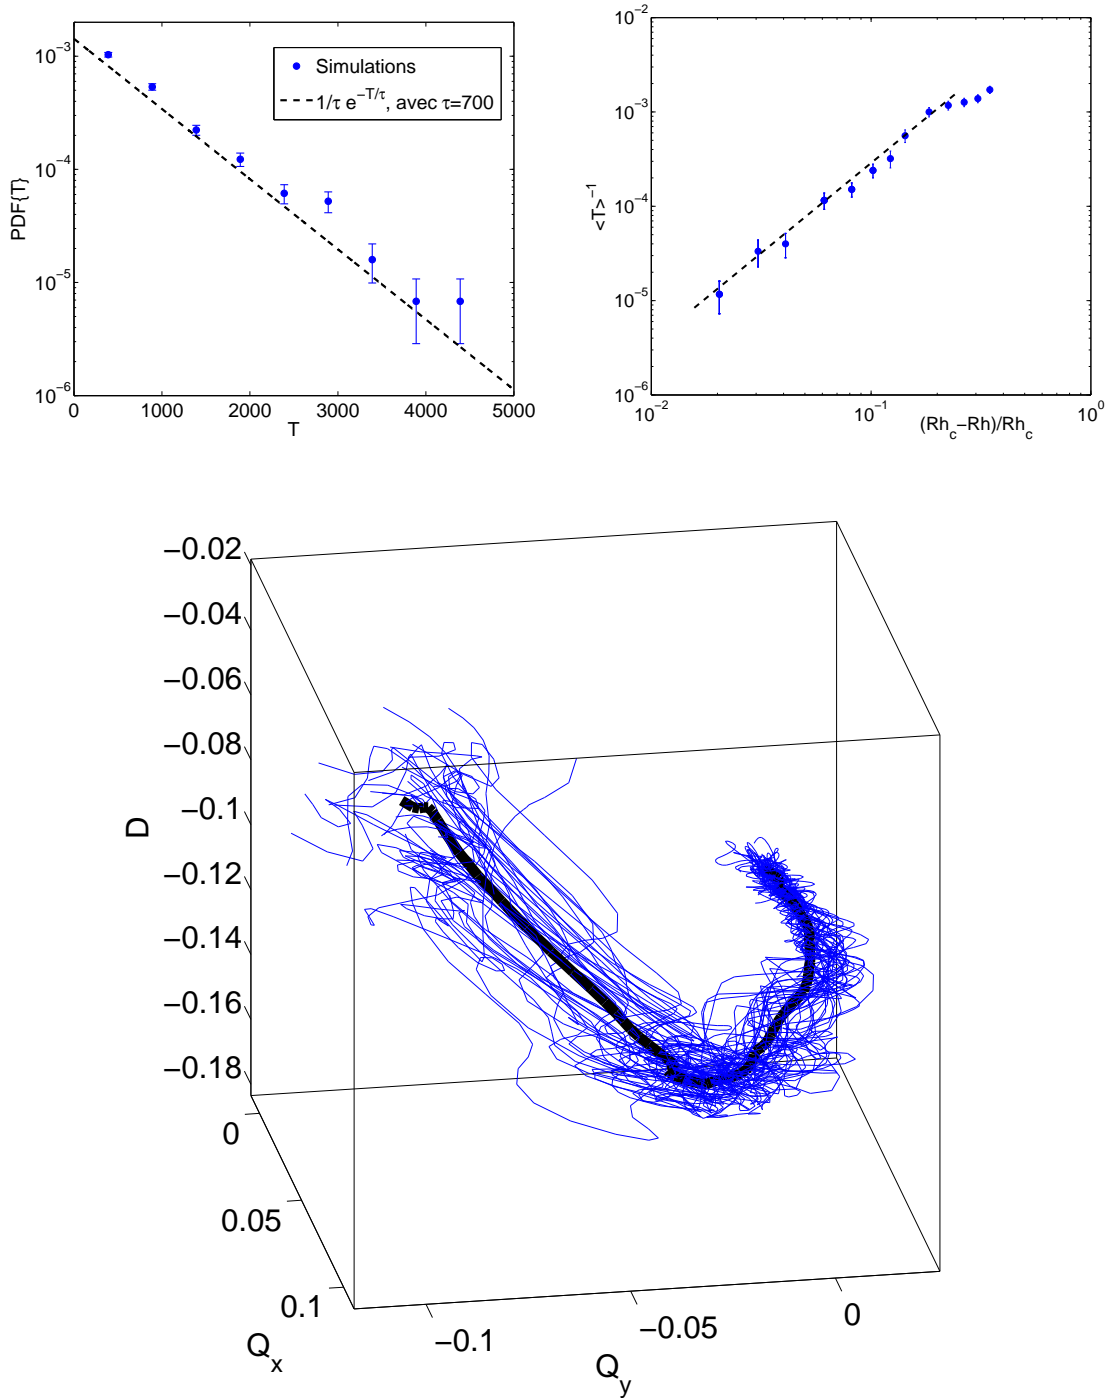 10^−3
10^−4
10^−5
10^−6
PDF{T}
Simulations
1/τ e^−T/τ, avec τ=700
0 1000 2000 3000 4000 5000
T
10^−2
10^−3
10^−4
10^−5
10^−6
<T>^−1
10^−2 10^−1 10^0
(Rh_c−Rh)/Rh_c
−0.02
−0.04
−0.06
−0.08
−0.1
−0.12
−0.14
−0.16
−0.18
D
0
0.05
0.1
Q_x
−0.1
−0.05
0
Q_y